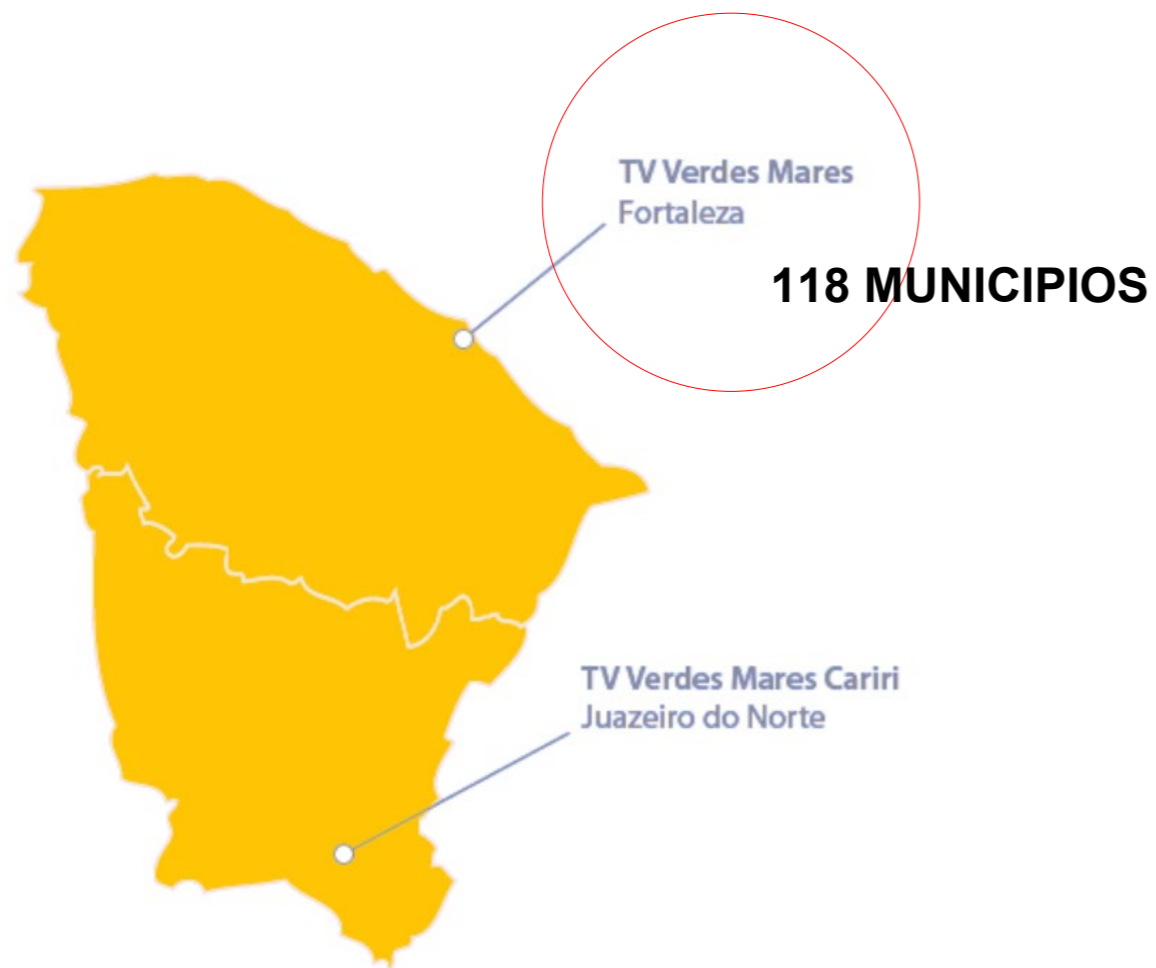 TV Verdes Mares
Fortaleza
118 MUNICIPIOS
TV Verdes Mares Cariri
Juazeiro do Norte